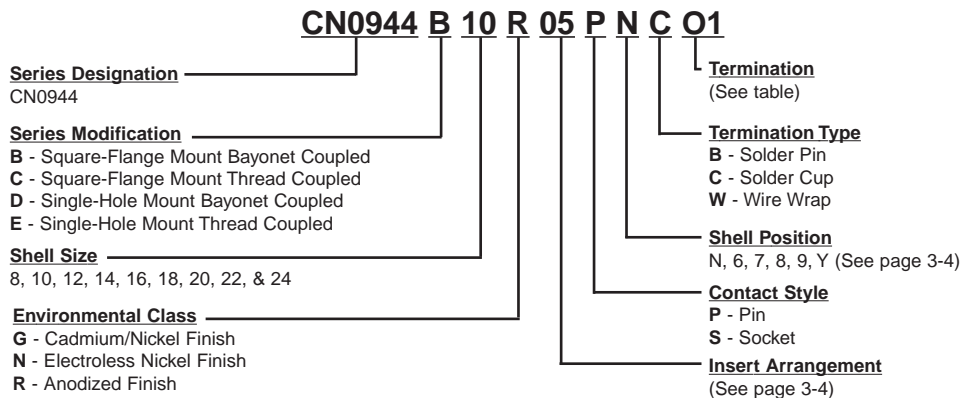 CN0944 B 10 R 05 P N C O1
Series Designation
CN0944
Series Modification
B - Square-Flange Mount Bayonet Coupled
C - Square-Flange Mount Thread Coupled
D - Single-Hole Mount Bayonet Coupled
E - Single-Hole Mount Thread Coupled
Shell Size
8, 10, 12, 14, 16, 18, 20, 22, & 24
Environmental Class
G - Cadmium/Nickel Finish
N - Electroless Nickel Finish
R - Anodized Finish
Termination
(See table)
Termination Type
B - Solder Pin
C - Solder Cup
W - Wire Wrap
Shell Position
N, 6, 7, 8, 9, Y (See page 3-4)
Contact Style
P - Pin
S - Socket
Insert Arrangement
(See page 3-4)